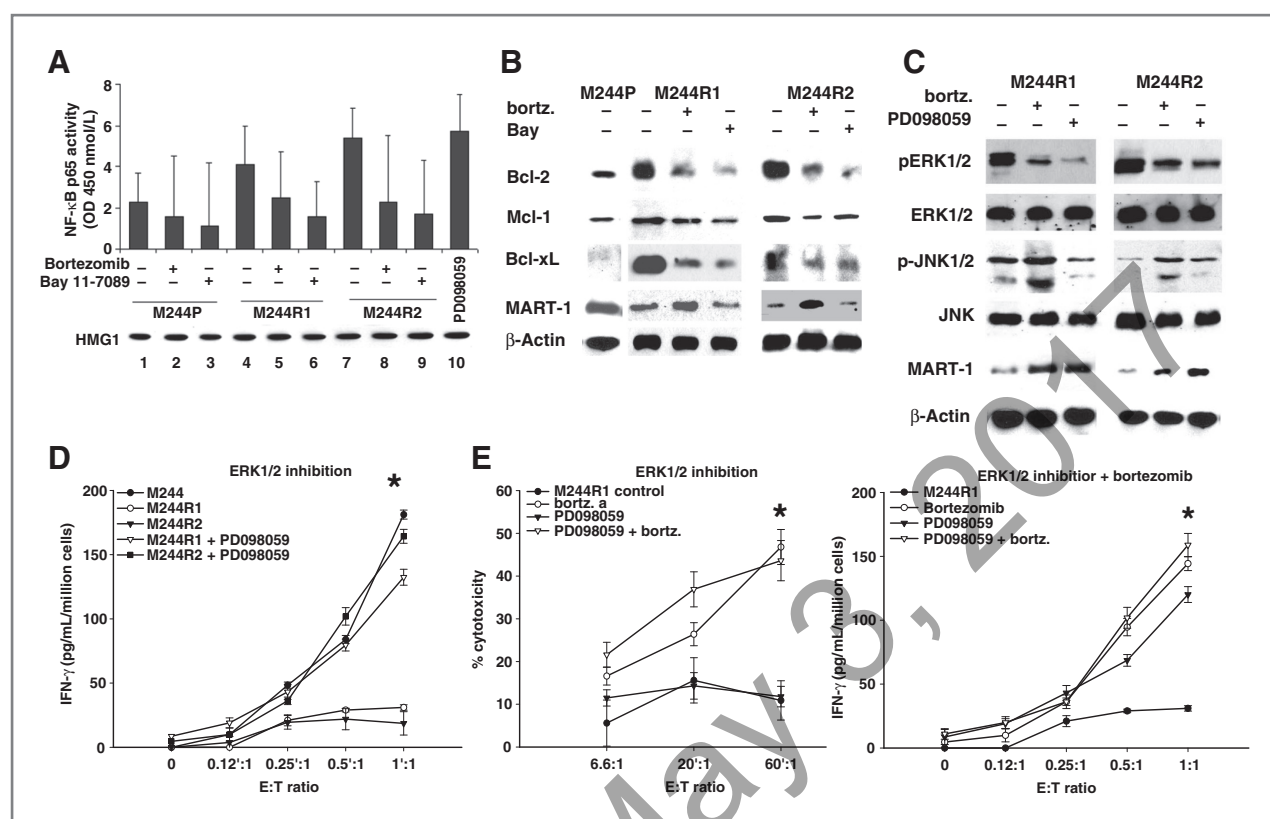 A
NF-κB p65 activity
(OD 450 nmol/L)
8
6
4
2
0
Bortezomib – + – – + – – + –
Bay 11-7089 – – + – – + – – +
PD098059
M244P M244R1 M244R2
HMG1
1 2 3 4 5 6 7 8 9 10
B
M244P M244R1 M244R2
bortz. – – + – – + –
Bay – – – + – – +
Bcl-2
Mcl-1
Bcl-xL
MART-1
β-Actin
C
M244R1 M244R2
bortz. – + – – + –
PD098059 – – + – – +
pERK1/2
ERK1/2
p-JNK1/2
JNK
MART-1
β-Actin
D
ERK1/2 inhibition
*
M244
M244R1
M244R2
M244R1 + PD098059
M244R2 + PD098059
IFN-γ (pg/mL/million cells)
200
150
100
50
0
0 0.12':1 0.25':1 0.5':1 1':1
E:T ratio
E
ERK1/2 inhibition
*
M244R1 control
bortz. a
PD098059
PD098059 + bortz.
% cytotoxicity
60
50
40
30
20
10
0
6.6:1 20':1 60':1
E:T ratio
ERK1/2 inhibitior + bortezomib
*
M244R1
Bortezomib
PD098059
PD098059 + bortz.
IFN-γ (pg/mL/million cells)
200
150
100
50
0
0 0.12:1 0.25:1 0.5:1 1:1
E:T ratio
May 3, 2017